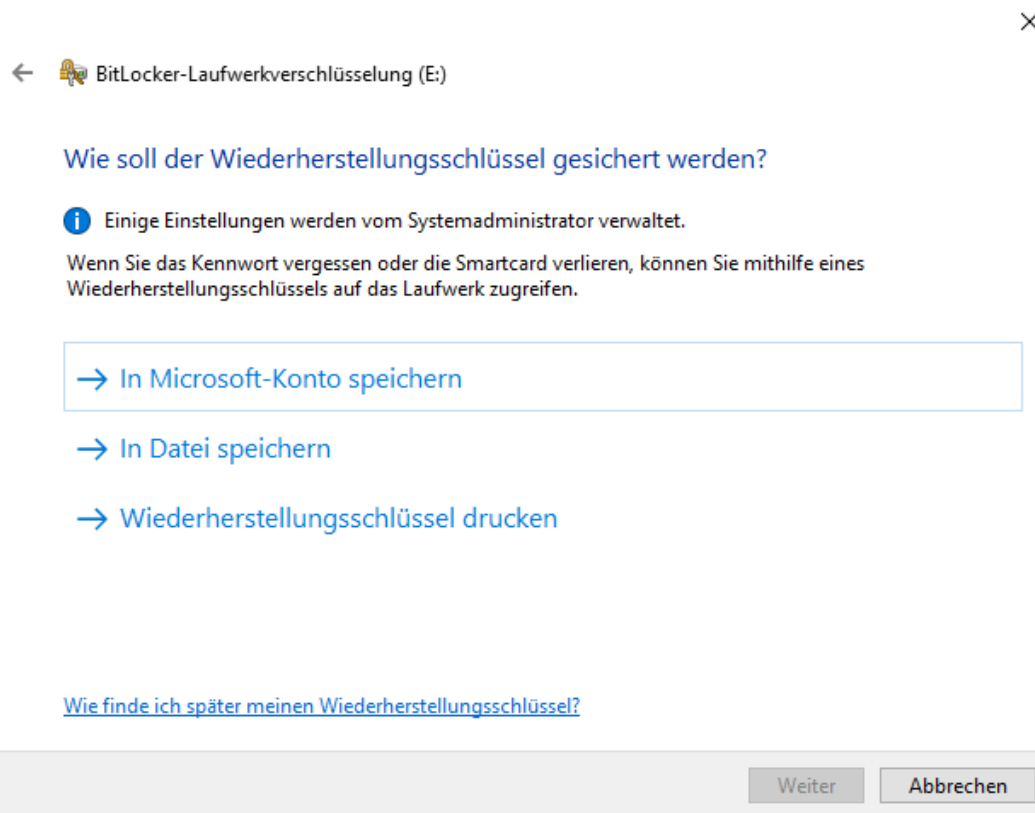 BitLocker-Laufwerkverschlüsselung (E:)
Wie soll der Wiederherstellungsschlüssel gesichert werden?
Einige Einstellungen werden vom Systemadministrator verwaltet.
Wenn Sie das Kennwort vergessen oder die Smartcard verlieren, können Sie mithilfe eines
Wiederherstellungsschlüssels auf das Laufwerk zugreifen.
In Microsoft-Konto speichern
In Datei speichern
Wiederherstellungsschlüssel drucken
Wie finde ich später meinen Wiederherstellungsschlüssel?
Weiter
Abbrechen